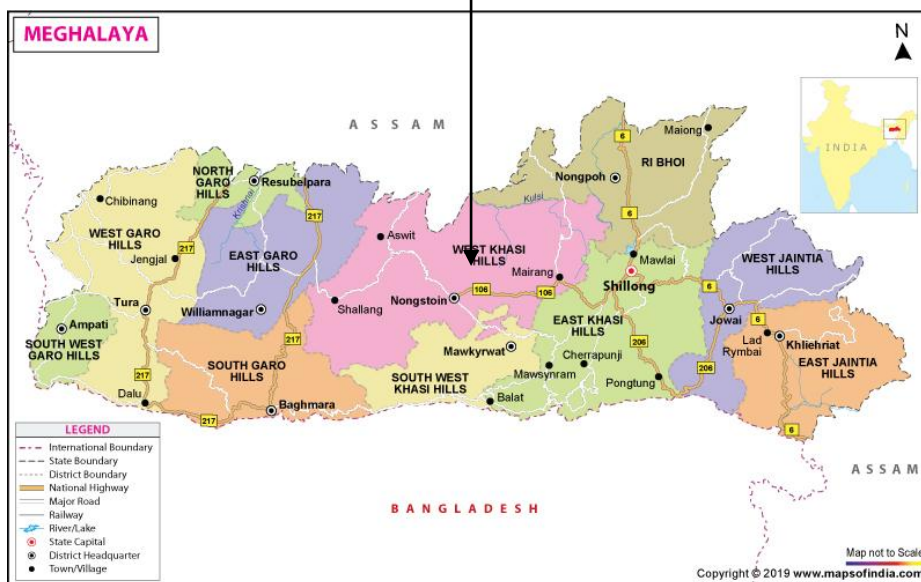 MEGHALAYA
N
ASSAM
INDIA
Maiong
RI BHOI
Nongpoh
Kulsi
NORTH
GARO
HILLS
Resubelpara
Krishnai
Chibinang
WEST GARO
HILLS
Jengjal
EAST GARO
HILLS
Aswit
WEST KHASI
HILLS
Mairang
Mawlai
Shillong
WEST JAINTIA
HILLS
Tura
Williamnagar
Shallang
Nongstoin
EAST KHASI
HILLS
Jowai
Ampati
SOUTH WEST
GARO HILLS
Mawkyrwat
Lad
Rymbai
Khliehriat
EAST JAINTIA
HILLS
SOUTH GARO
HILLS
SOUTH WEST
KHASI HILLS
Mawsynram
Cherrapunji
Pongtung
Dalu
Baghmara
Balat
217
217
217
217
217
106
106
6
6
6
6
6
206
206
LEGEND
International Boundary
State Boundary
District Boundary
National Highway
Major Road
Railway
River/Lake
State Capital
District Headquarter
Town/Village
BANGLADESH
ASSAM
Map not to Scale
Copyright © 2019 www.mapsofindia.com